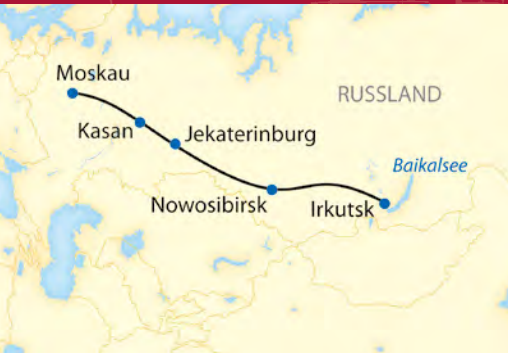 Moskau
RUSSLAND
Kasan
Jekaterinburg
Baikalsee
Nowosibirsk
Irkutsk